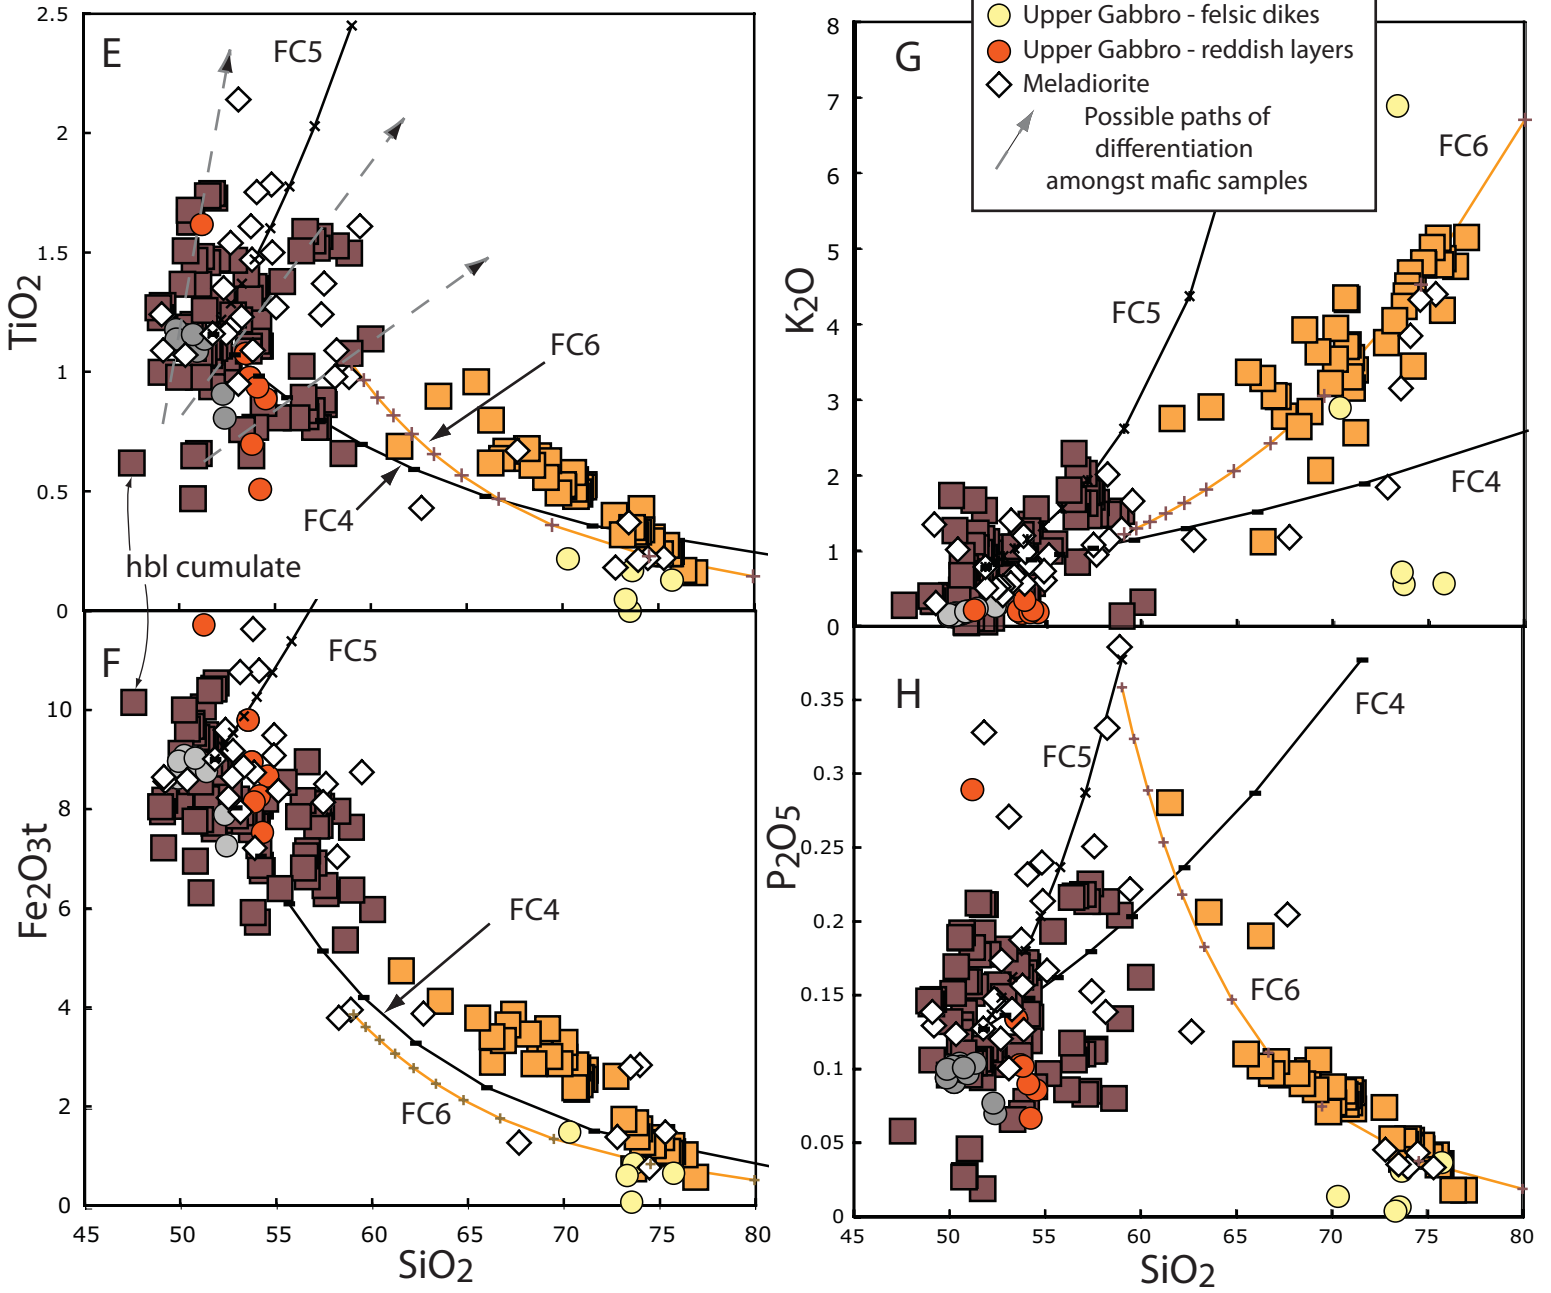 Upper Gabbro - felsic dikes
Upper Gabbro - reddish layers
Meladiorite
Possible paths of
differentiation
amongst mafic samples
E
FC5
FC6
FC4
TiO2
2.5
2
1.5
1
0.5
0
hbl cumulate
G
FC6
FC5
FC4
K2O
8
7
6
5
4
3
2
1
0
F
FC5
FC4
FC6
Fe2O3t
10
8
6
4
2
0
45 50 55 60 65 70 75 80
SiO2
H
FC5
FC4
FC6
P2O5
0.35
0.3
0.25
0.2
0.15
0.1
0.05
0
45 50 55 60 65 70 75 80
SiO2